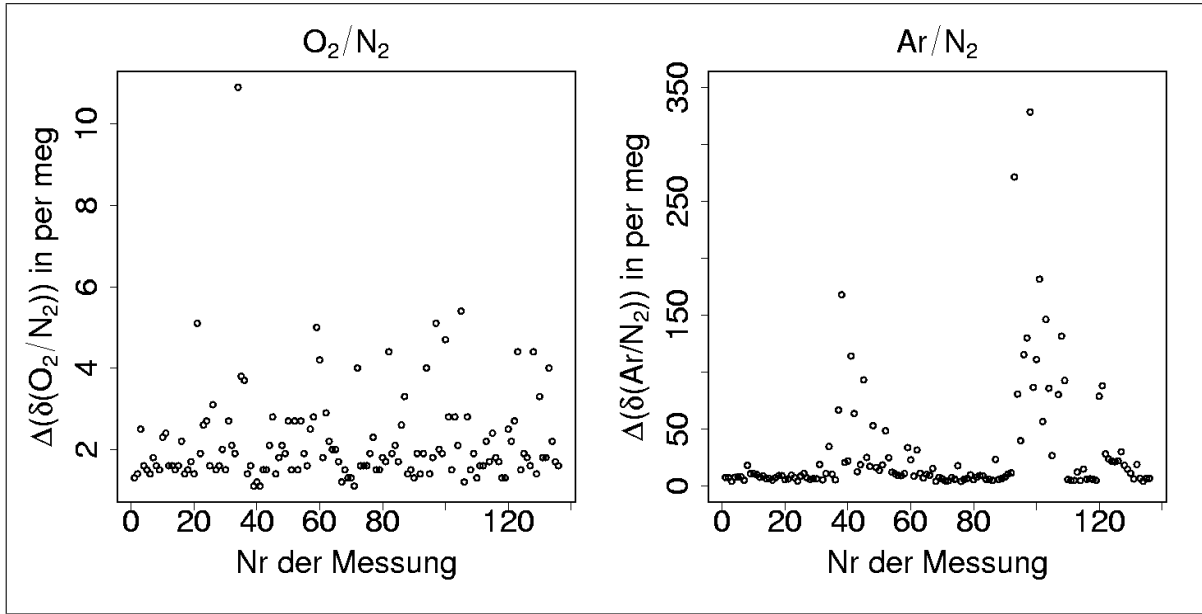 O₂/N₂
Δ(δ(O₂/N₂)) in per meg
10
8
6
4
2
0 20 40 60 80 120
Nr der Messung
Ar/N₂
Δ(δ(Ar/N₂)) in per meg
350
250
150
50
0
0 20 40 60 80 120
Nr der Messung